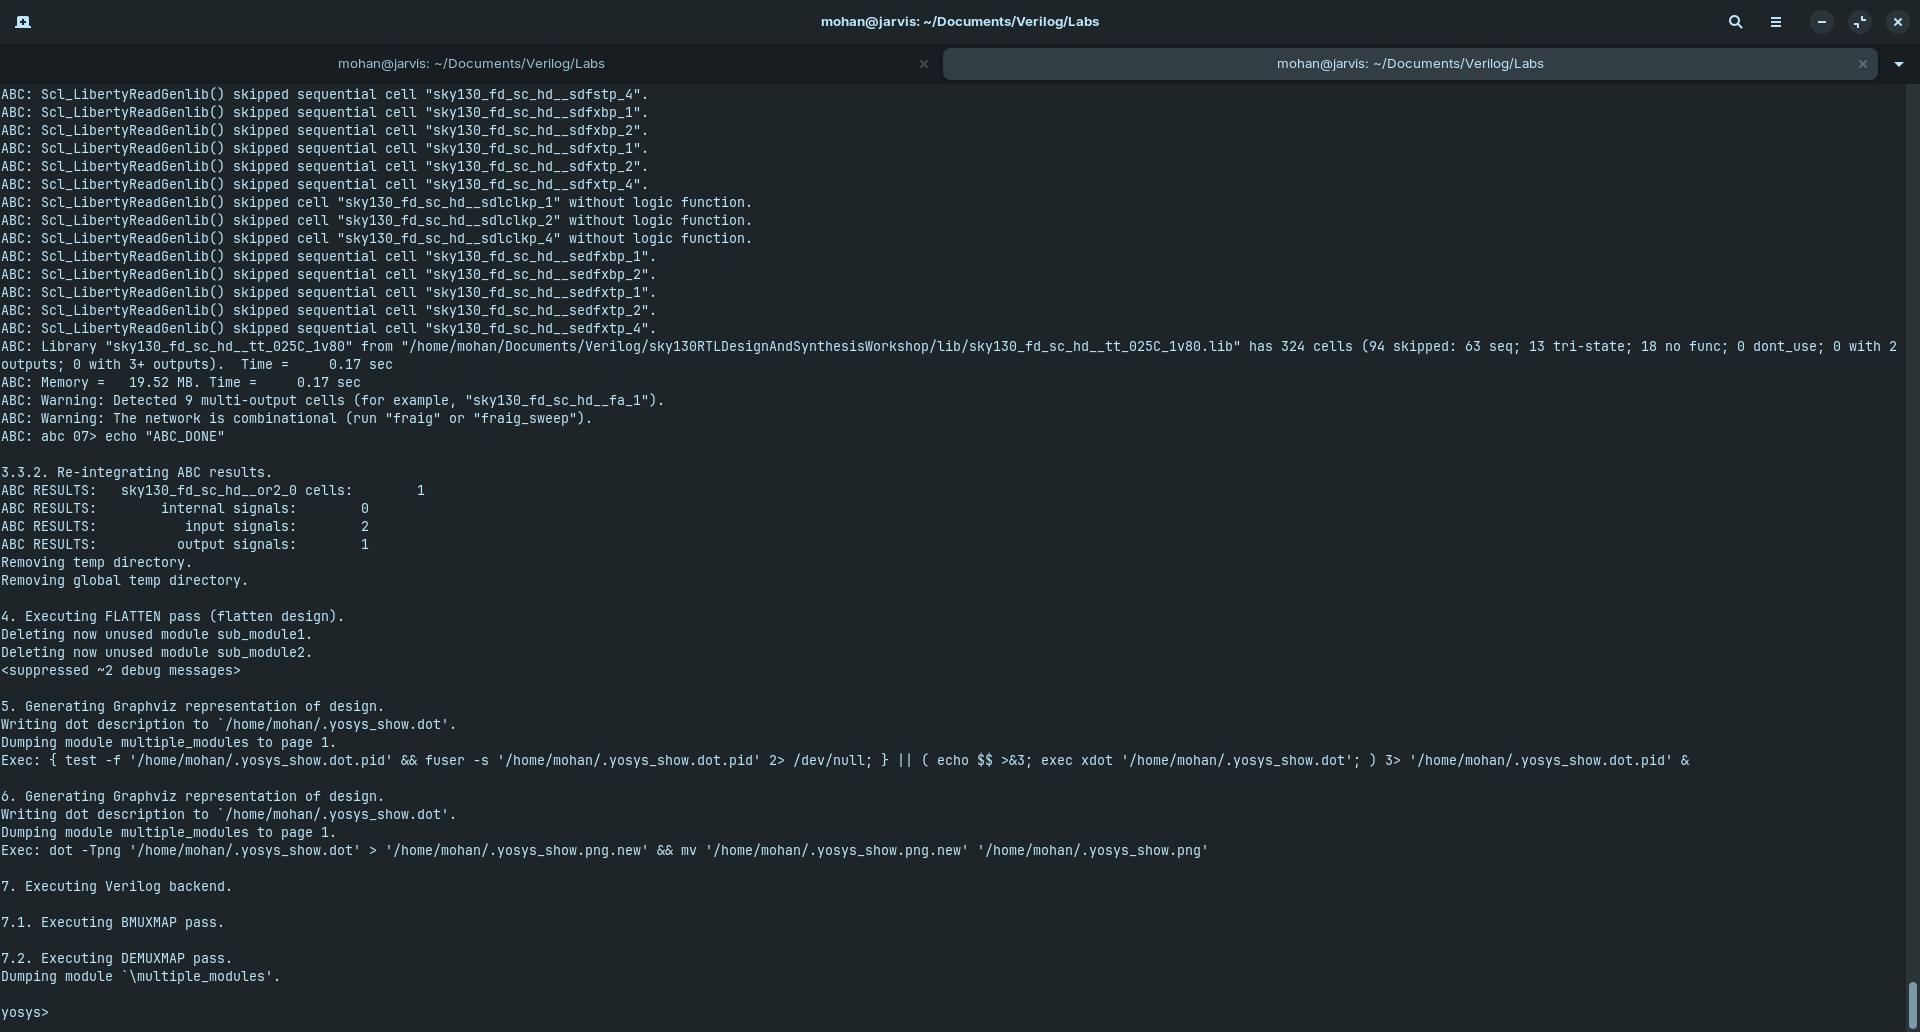 mohan@jarvis: ~/Documents/Verilog/Labs
mohan@jarvis: ~/Documents/Verilog/Labs
mohan@jarvis: ~/Documents/Verilog/Labs
ABC: Scl_LibertyReadGenlib() skipped sequential cell "sky130_fd_sc_hd__sdfstp_4".
ABC: Scl_LibertyReadGenlib() skipped sequential cell "sky130_fd_sc_hd__sdfxbp_1".
ABC: Scl_LibertyReadGenlib() skipped sequential cell "sky130_fd_sc_hd__sdfxbp_2".
ABC: Scl_LibertyReadGenlib() skipped sequential cell "sky130_fd_sc_hd__sdfxtp_1".
ABC: Scl_LibertyReadGenlib() skipped sequential cell "sky130_fd_sc_hd__sdfxtp_2".
ABC: Scl_LibertyReadGenlib() skipped sequential cell "sky130_fd_sc_hd__sdfxtp_4".
ABC: Scl_LibertyReadGenlib() skipped cell "sky130_fd_sc_hd__sdlclkp_1" without logic function.
ABC: Scl_LibertyReadGenlib() skipped cell "sky130_fd_sc_hd__sdlclkp_2" without logic function.
ABC: Scl_LibertyReadGenlib() skipped cell "sky130_fd_sc_hd__sdlclkp_4" without logic function.
ABC: Scl_LibertyReadGenlib() skipped sequential cell "sky130_fd_sc_hd__sedfxbp_1".
ABC: Scl_LibertyReadGenlib() skipped sequential cell "sky130_fd_sc_hd__sedfxbp_2".
ABC: Scl_LibertyReadGenlib() skipped sequential cell "sky130_fd_sc_hd__sedfxtp_1".
ABC: Scl_LibertyReadGenlib() skipped sequential cell "sky130_fd_sc_hd__sedfxtp_2".
ABC: Scl_LibertyReadGenlib() skipped sequential cell "sky130_fd_sc_hd__sedfxtp_4".
ABC: Library "sky130_fd_sc_hd__tt_025C_1v80" from "/home/mohan/Documents/Verilog/sky130RTLDesignAndSynthesisWorkshop/lib/sky130_fd_sc_hd__tt_025C_1v80.lib" has 324 cells (94 skipped: 63 seq; 13 tri-state; 18 no func; 0 dont_use; 0 with 2
outputs; 0 with 3+ outputs).  Time =     0.17 sec
ABC: Memory =   19.52 MB. Time =     0.17 sec
ABC: Warning: Detected 9 multi-output cells (for example, "sky130_fd_sc_hd__fa_1").
ABC: Warning: The network is combinational (run "fraig" or "fraig_sweep").
ABC: abc 07> echo "ABC_DONE"
3.3.2. Re-integrating ABC results.
ABC RESULTS:   sky130_fd_sc_hd__or2_0 cells:        1
ABC RESULTS:        internal signals:        0
ABC RESULTS:           input signals:        2
ABC RESULTS:          output signals:        1
Removing temp directory.
Removing global temp directory.
4. Executing FLATTEN pass (flatten design).
Deleting now unused module sub_module1.
Deleting now unused module sub_module2.
<suppressed ~2 debug messages>
5. Generating Graphviz representation of design.
Writing dot description to `/home/mohan/.yosys_show.dot'.
Dumping module multiple_modules to page 1.
Exec: { test -f '/home/mohan/.yosys_show.dot.pid' && fuser -s '/home/mohan/.yosys_show.dot.pid' 2> /dev/null; } || ( echo $$ >&3; exec xdot '/home/mohan/.yosys_show.dot'; ) 3> '/home/mohan/.yosys_show.dot.pid' &
6. Generating Graphviz representation of design.
Writing dot description to `/home/mohan/.yosys_show.dot'.
Dumping module multiple_modules to page 1.
Exec: dot -Tpng '/home/mohan/.yosys_show.dot' > '/home/mohan/.yosys_show.png.new' && mv '/home/mohan/.yosys_show.png.new' '/home/mohan/.yosys_show.png'
7. Executing Verilog backend.
7.1. Executing BMUXMAP pass.
7.2. Executing DEMUXMAP pass.
Dumping module `\multiple_modules'.
yosys>